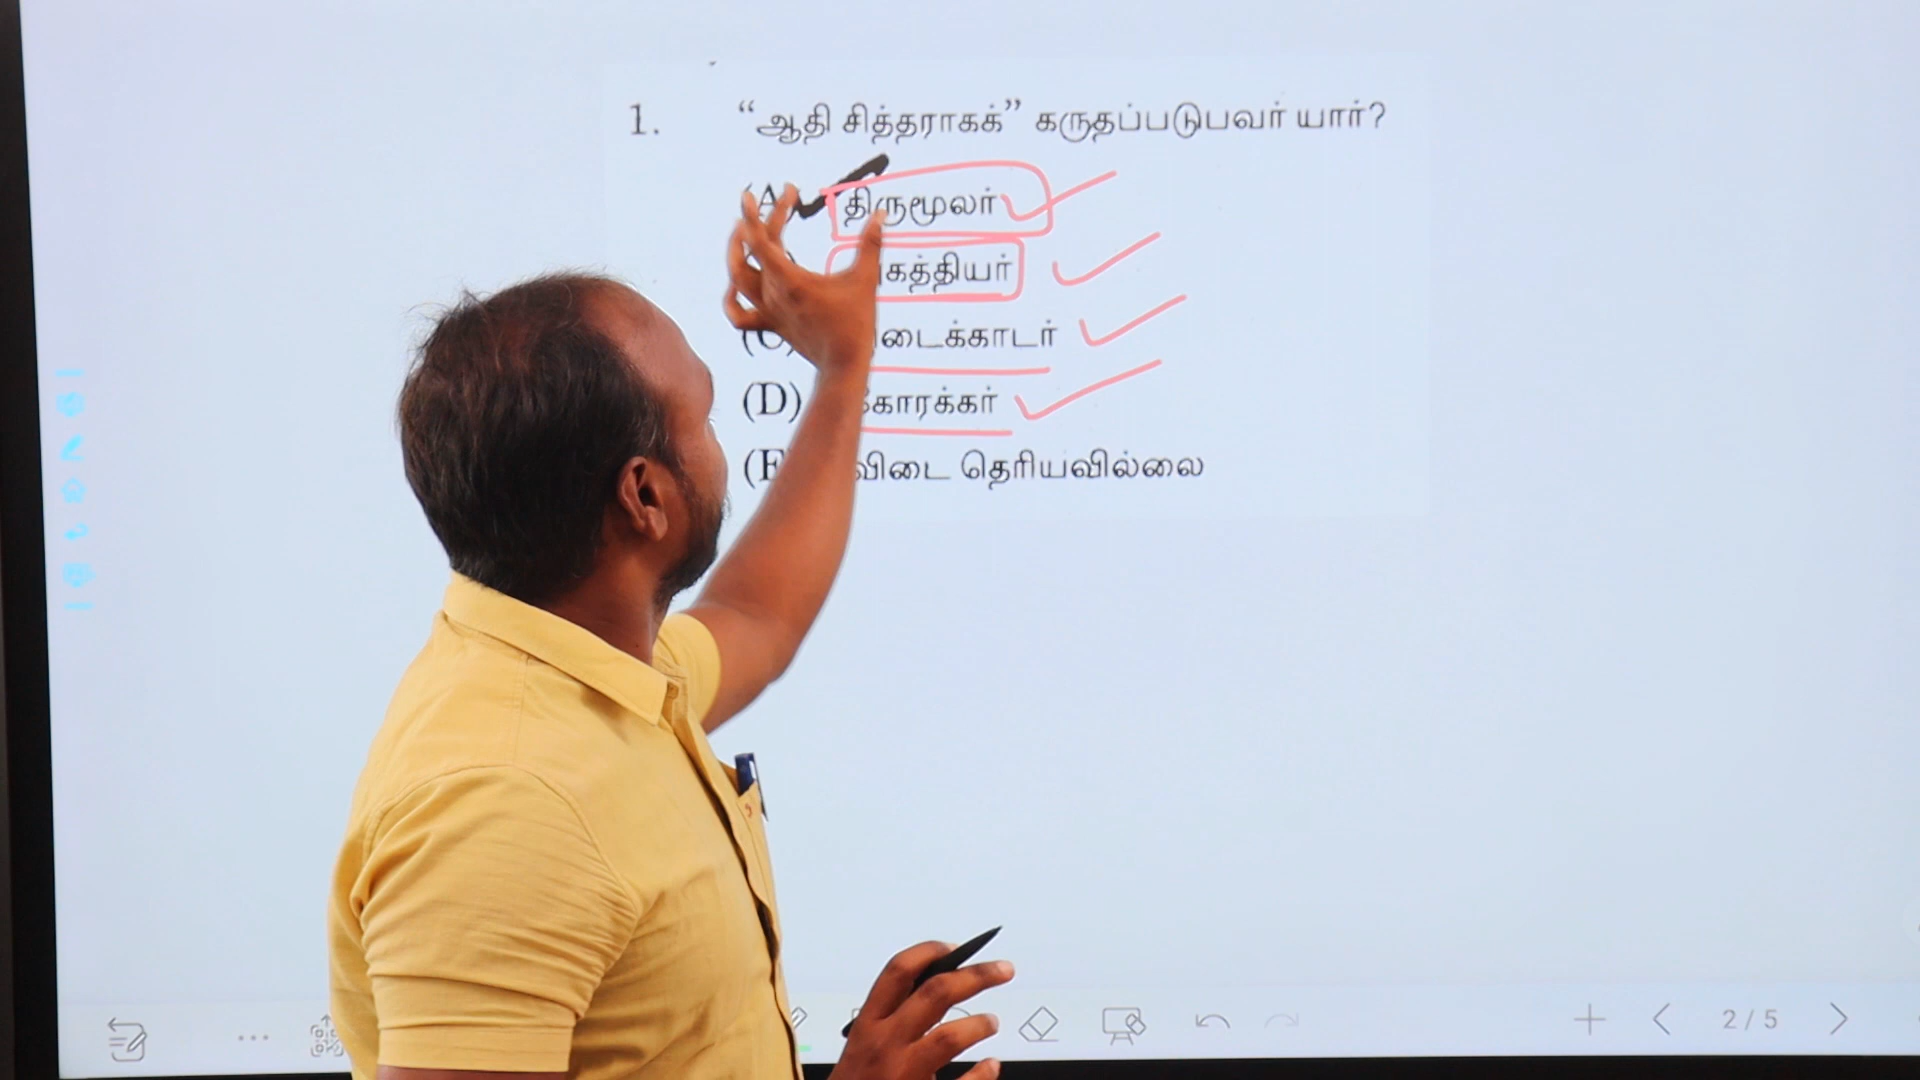 1. “ஆதி சித்தராகக்” கருதப்படுபவர் யார்?
(A) திருமூலர்
கத்தியர்
டைக்காடர்
(D) கோரக்கர்
விடை தெரியவில்லை
2/5